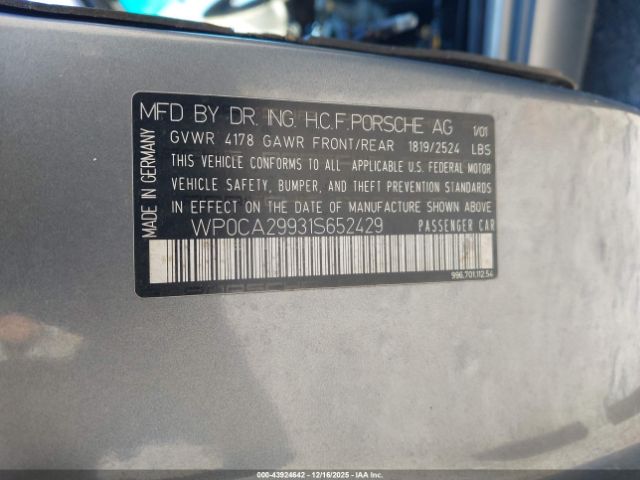 MFD BY DR. ING. H.C.F. PORSCHE AG 1/01
GVWR 4178 GAWR FRONT/REAR 1819/2524 LBS
THIS VEHICLE CONFORMS TO ALL APPLICABLE U.S. FEDERAL MOTOR
VEHICLE SAFETY, BUMPER, AND THEFT PREVENTION STANDARDS
IN EFFECT ON THE DATE OF MANUFACTURE SHOWN ABOVE
WP0CA29931S652429 PASSENGER CAR
996.701.112.54
MADE IN GERMANY
000-43924642 - 12/16/2025 - IAAI.COM